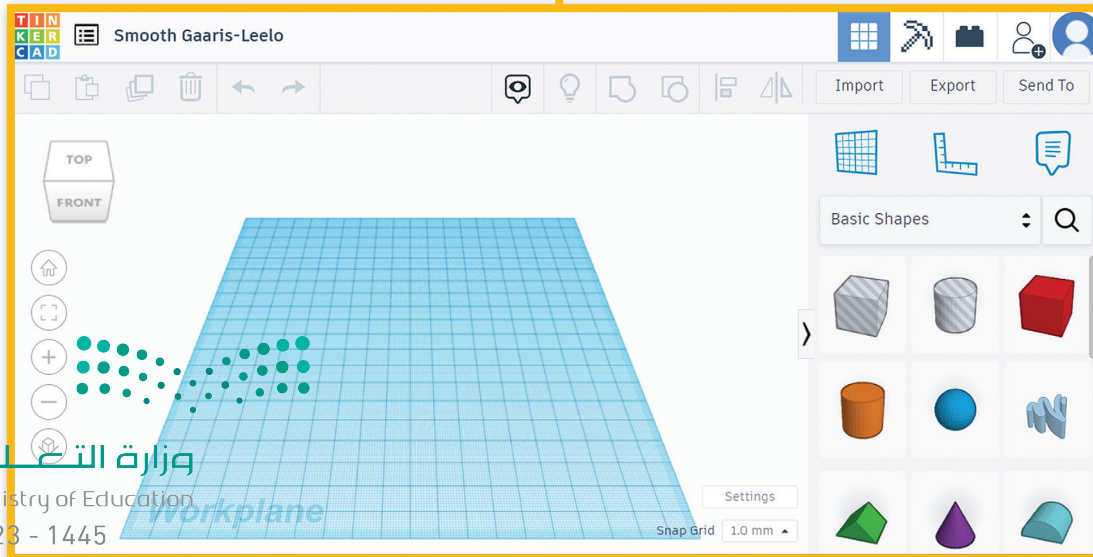 TIN
KER
CAD
Smooth Gaaris-Leelo
Import
Export
Send To
TOP
FRONT
Basic Shapes
Workplane
Settings
Snap Grid 1.0 mm
وزارة التعليم
istry of Education
23 - 1445